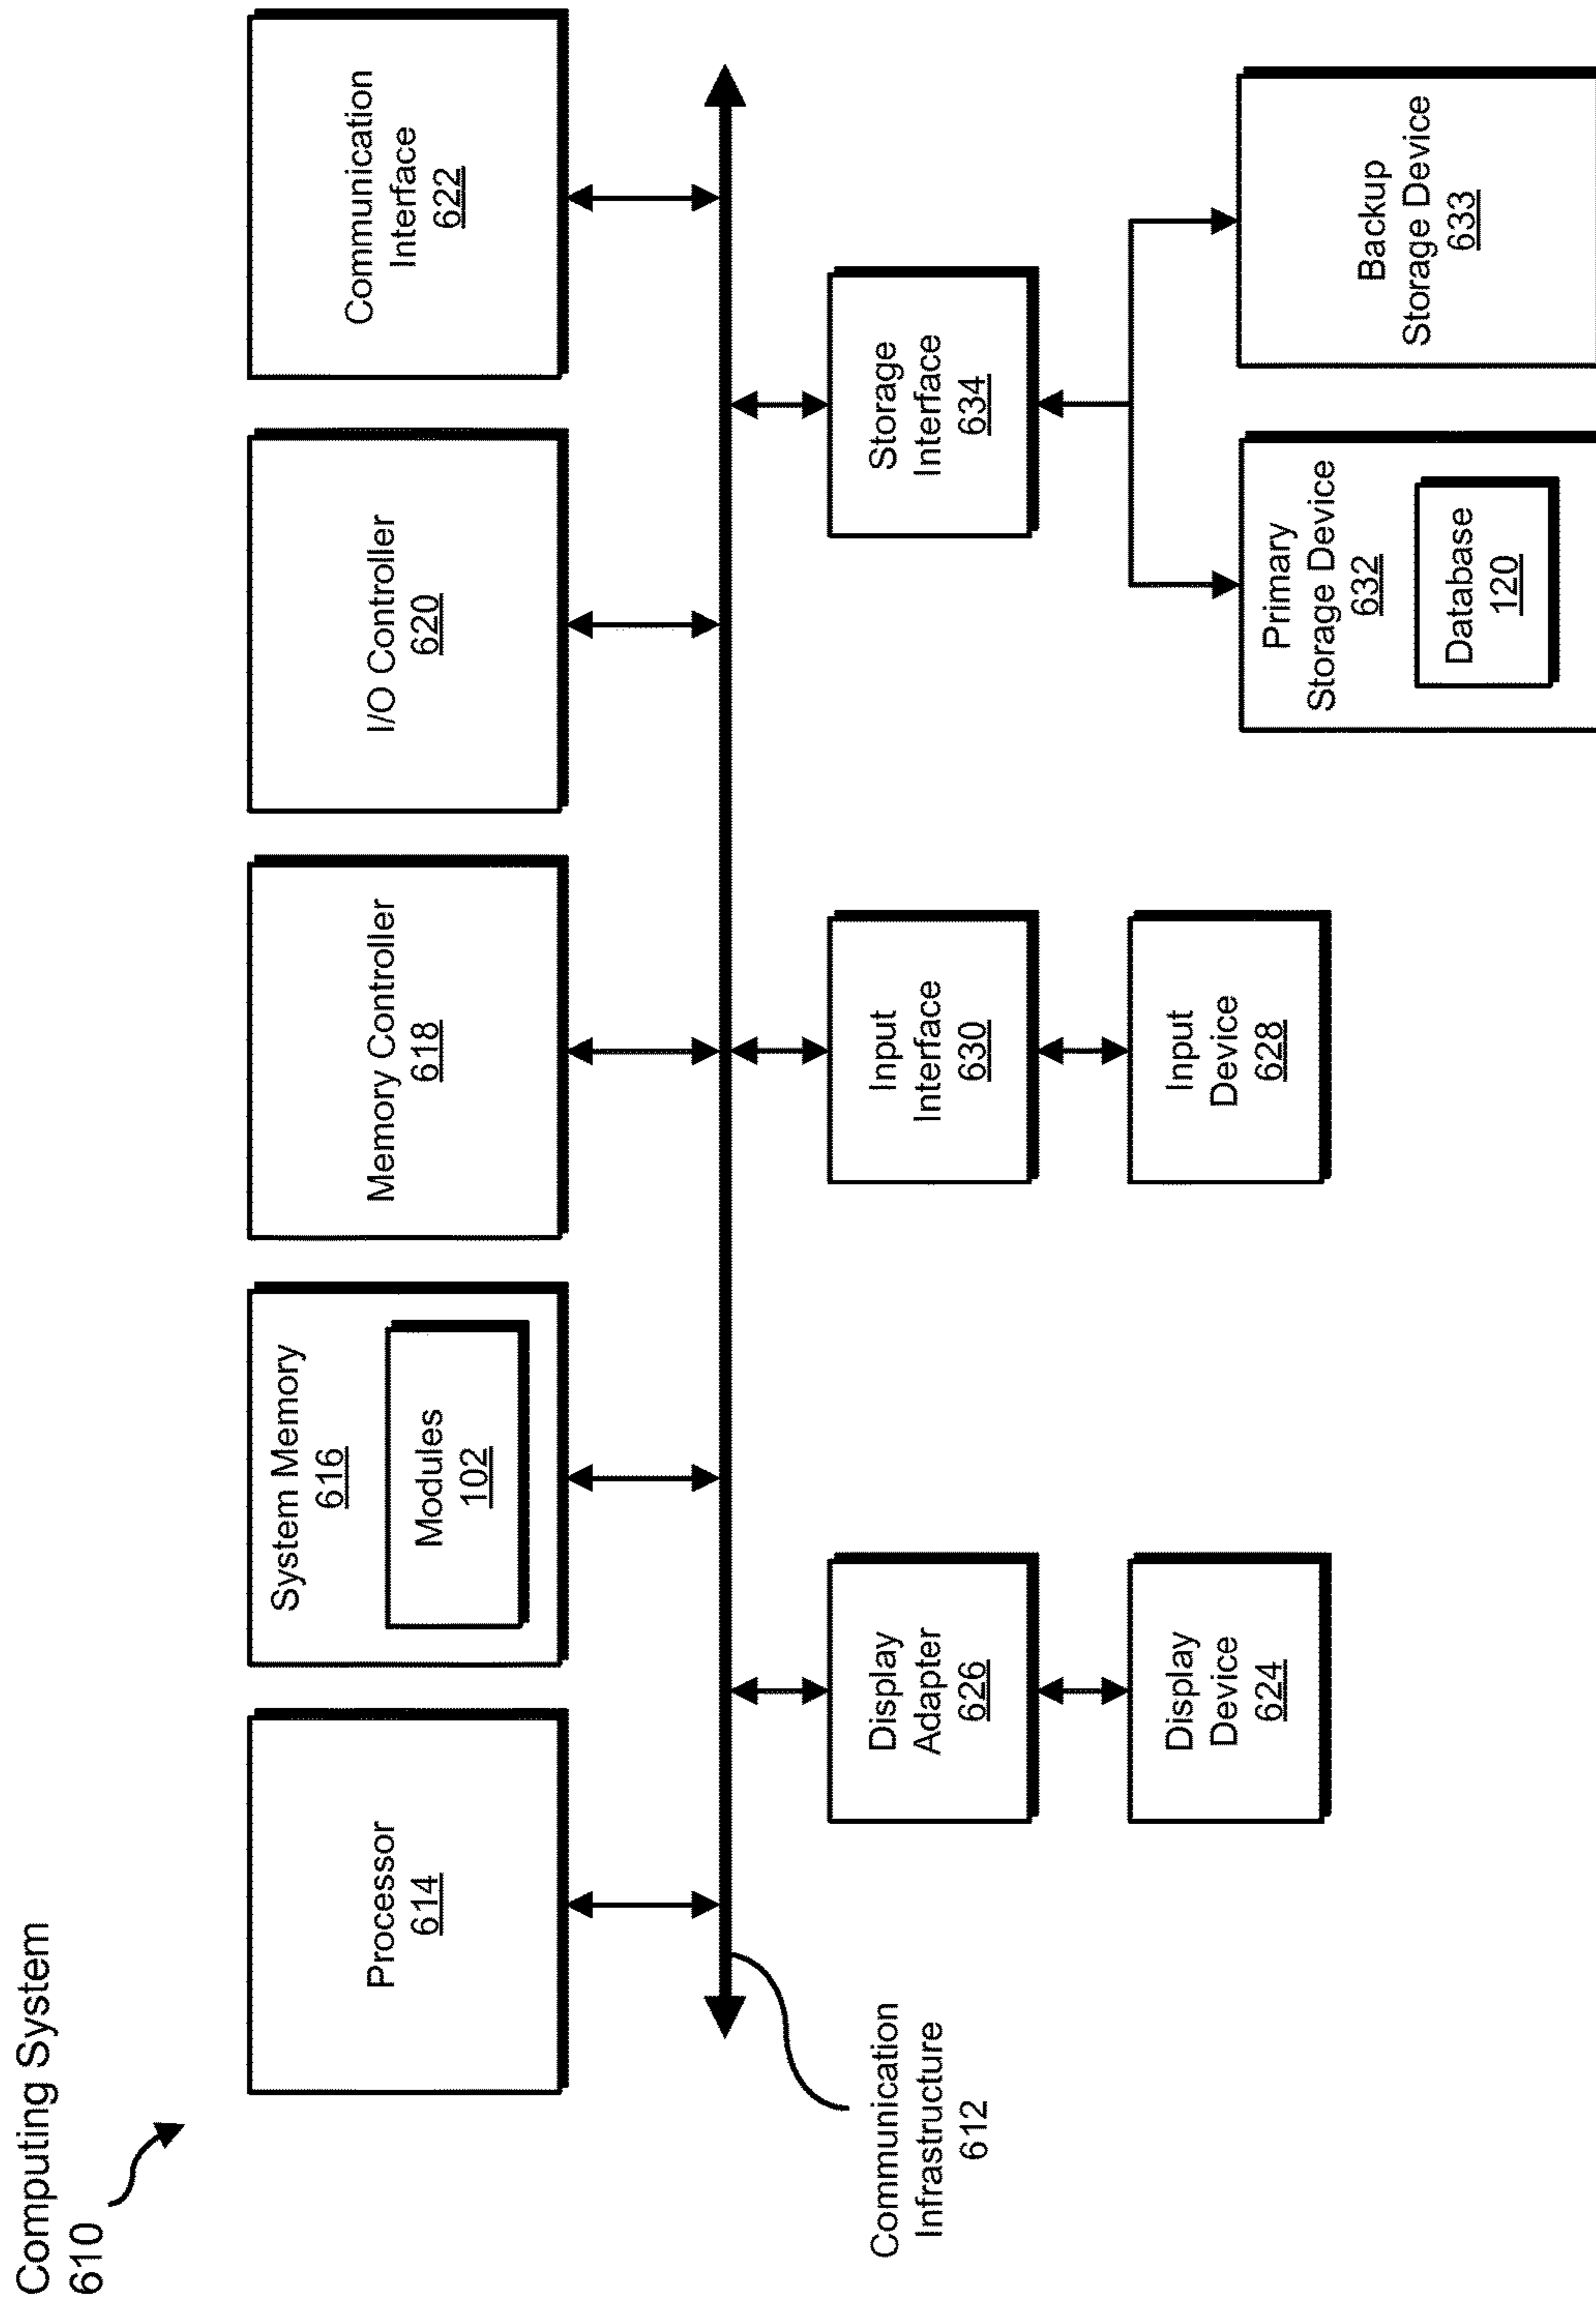 Computing System
610
Processor
614
System Memory
616
Modules
102
Memory Controller
618
I/O Controller
620
Communication
Interface
622
Communication
Infrastructure
612
Display
Adapter
626
Input
Interface
630
Storage
Interface
634
Display
Device
624
Input
Device
628
Primary
Storage Device
632
Database
120
Backup
Storage Device
633